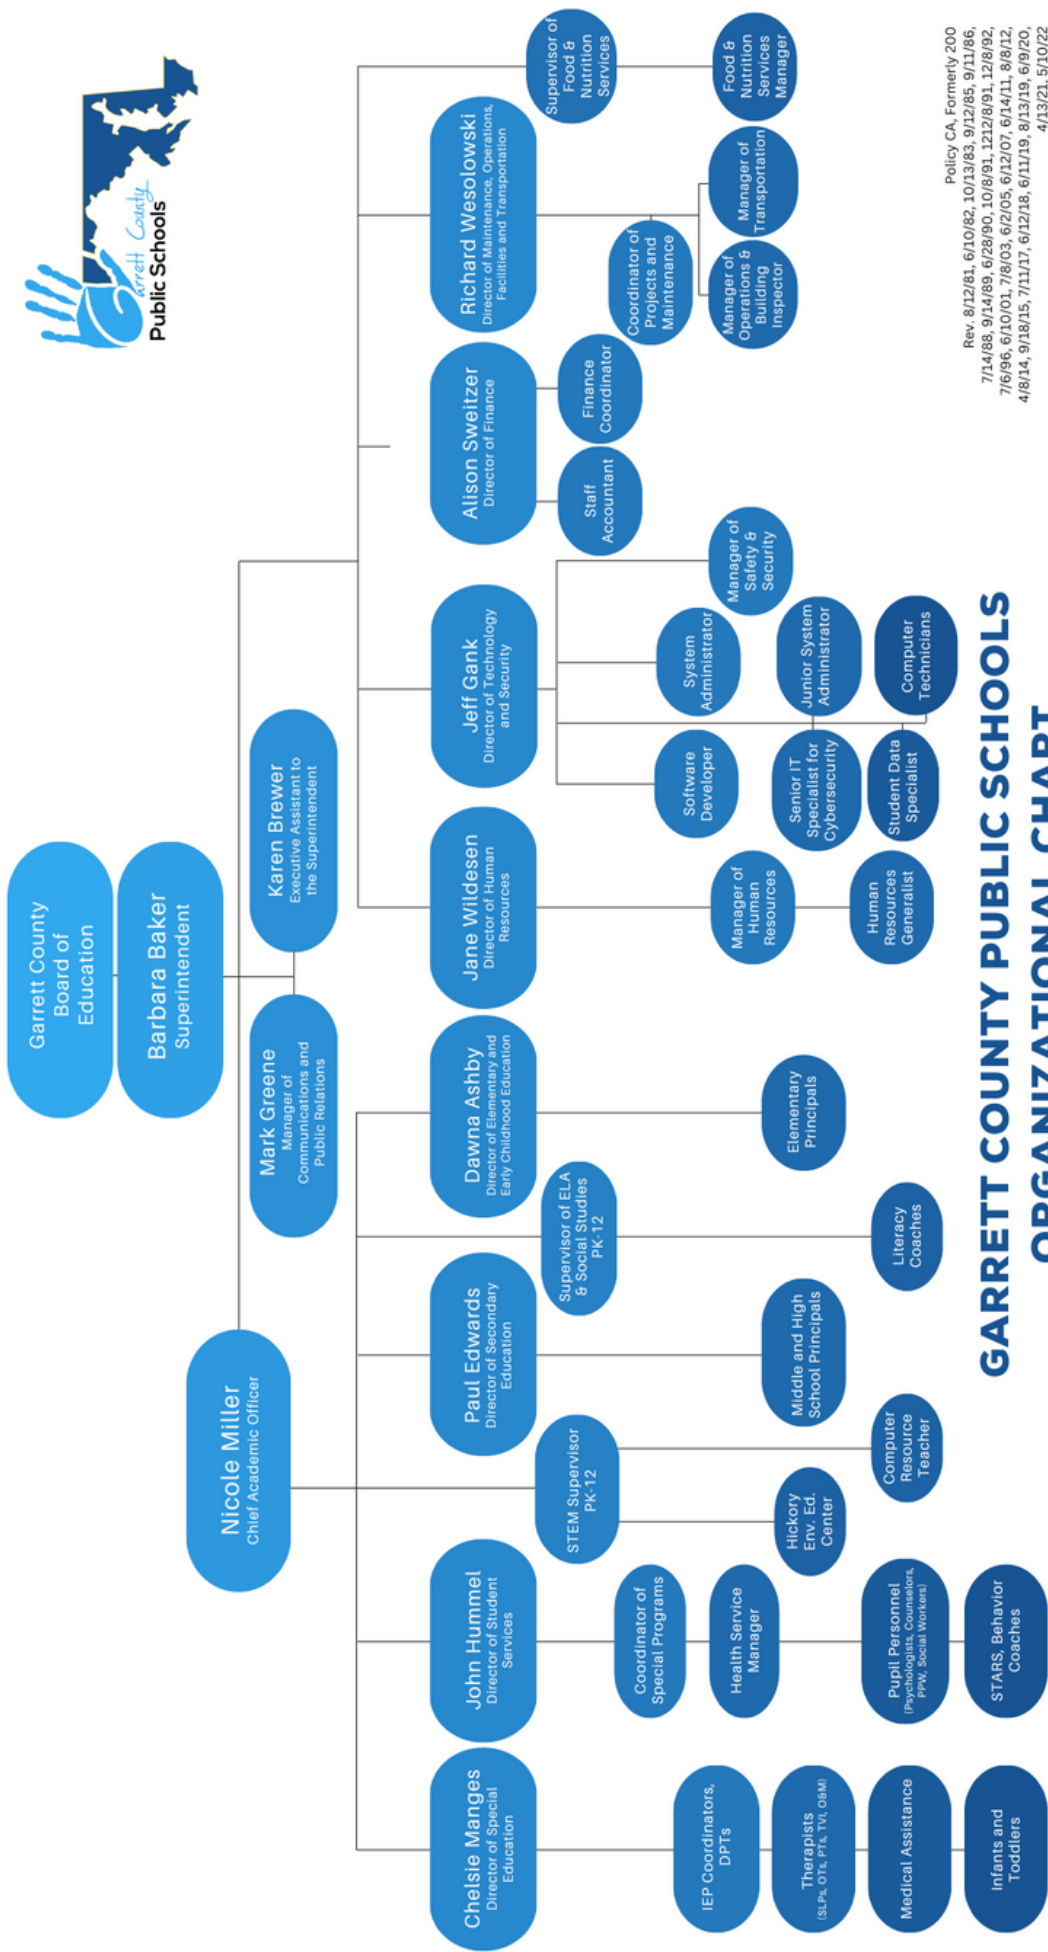 Garrett County
Public Schools
Garrett County
Board of
Education
Barbara Baker
Superintendent
Mark Greene
Manager of
Communications and
Public Relations
Karen Brewer
Executive Assistant to
the Superintendent
Nicole Miller
Chief Academic Officer
Chelsie Manges
Director of Special
Education
IEP Coordinators,
DPTs
Therapists
(SLPs, OTs, PTs, TVI, O&M)
Medical Assistance
Infants and
Toddlers
John Hummel
Director of Student
Services
Coordinator of
Special Programs
Health Service
Manager
Pupil Personnel
(Psychologists, Counselors,
PPW, Social Workers)
STARS, Behavior
Coaches
STEM Supervisor
PK-12
Hickory
Env. Ed.
Center
Computer
Resource
Teacher
Paul Edwards
Director of Secondary
Education
Middle and High
School Principals
Supervisor of ELA
& Social Studies
PK-12
Literacy
Coaches
Dawna Ashby
Director of Elementary and
Early Childhood Education
Elementary
Principals
Jane Wildesen
Director of Human
Resources
Manager of
Human
Resources
Human
Resources
Generalist
Jeff Gank
Director of Technology
and Security
Software
Developer
System
Administrator
Manager of
Safety &
Security
Senior IT
Specialist for
Cybersecurity
Junior System
Administrator
Student Data
Specialist
Computer
Technicians
Alison Sweitzer
Director of Finance
Staff
Accountant
Finance
Coordinator
Richard Wesolowski
Director of Maintenance, Operations,
Facilities and Transportation
Coordinator of
Projects and
Maintenance
Manager of
Operations &
Building
Inspector
Manager of
Transportation
Supervisor of
Food &
Nutrition
Services
Food &
Nutrition
Services
Manager
GARRETT COUNTY PUBLIC SCHOOLS
ORGANIZATIONAL CHART
Policy CA, Formerly 200
Rev. 8/12/81, 6/10/82, 10/13/83, 9/12/85, 9/11/86,
7/14/88, 9/14/89, 6/28/90, 10/8/91, 1212/8/91, 12/8/92,
7/6/96, 6/10/01, 7/8/03, 6/2/05, 6/12/07, 6/14/11, 8/8/12,
4/8/14, 9/18/15, 7/11/17, 6/12/18, 6/11/19, 8/13/19, 6/9/20,
4/13/21, 5/10/22